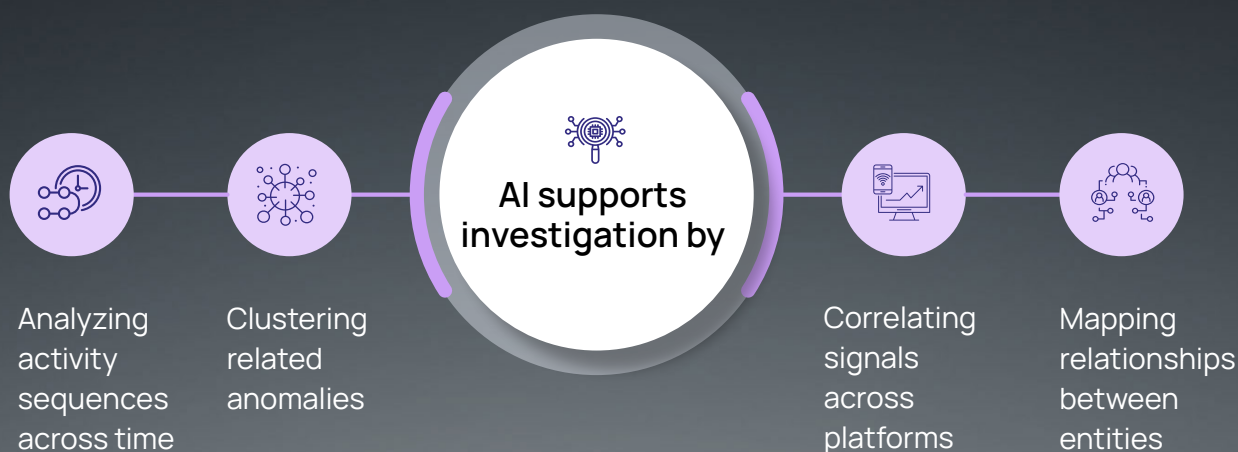 AI supports
investigation by
Analyzing
activity
sequences
across time
Clustering
related
anomalies
Correlating
signals
across
platforms
Mapping
relationships
between
entities